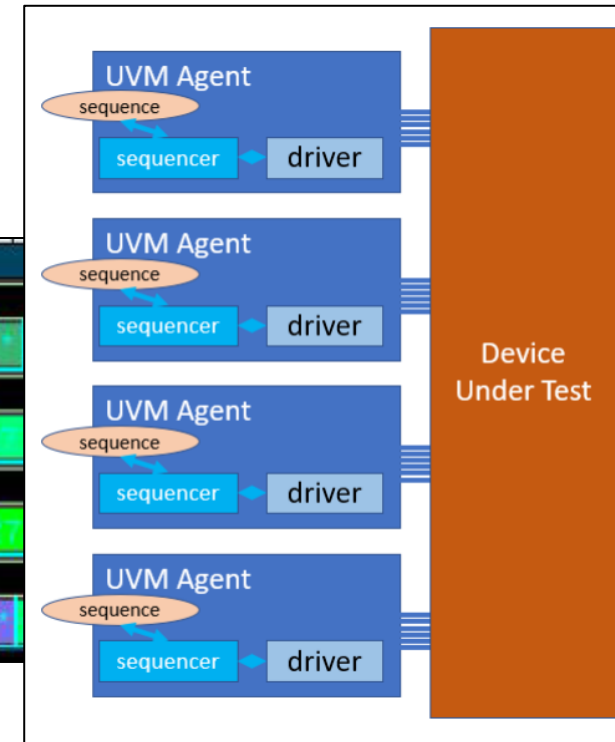 UVM Agent
sequence
sequencer
driver
UVM Agent
sequence
sequencer
driver
UVM Agent
sequence
sequencer
driver
UVM Agent
sequence
sequencer
driver
Device
Under Test